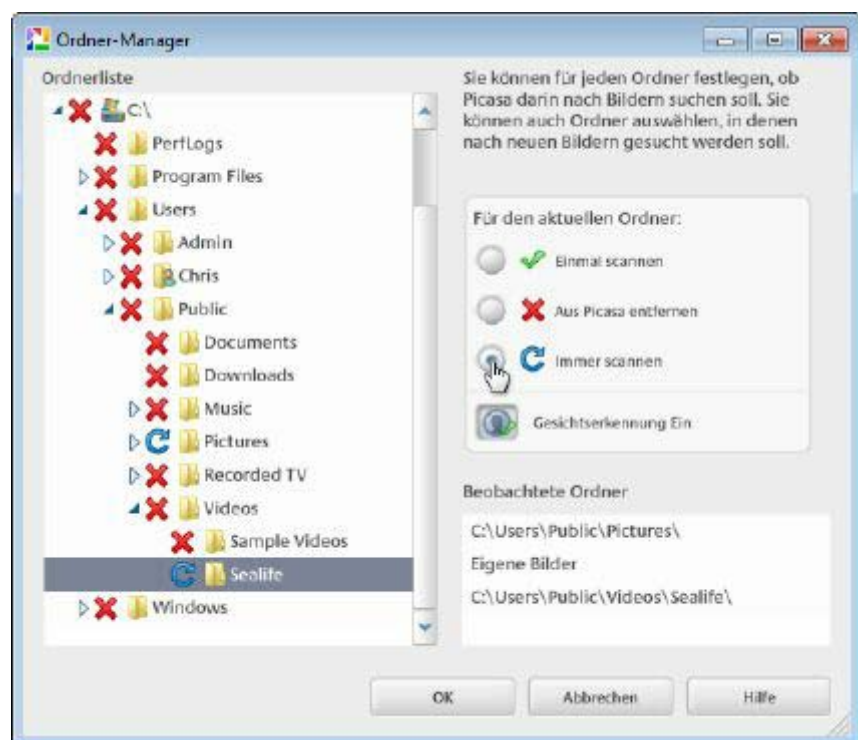 Ordner-Manager
Ordnerliste
C:\
PerfLogs
Program Files
Users
Admin
Chris
Public
Documents
Downloads
Music
Pictures
Recorded TV
Videos
Sample Videos
Sealife
Windows
Sie können für jeden Ordner festlegen, ob
Picasa darin nach Bildern suchen soll. Sie
können auch Ordner auswählen, in denen
nach neuen Bildern gesucht werden soll.
Für den aktuellen Ordner:
Einmal scannen
Aus Picasa entfernen
Immer scannen
Gesichtserkennung Ein
Beobachtete Ordner
C:\Users\Public\Pictures\
Eigene Bilder
C:\Users\Public\Videos\Sealife\
OK
Abbrechen
Hilfe